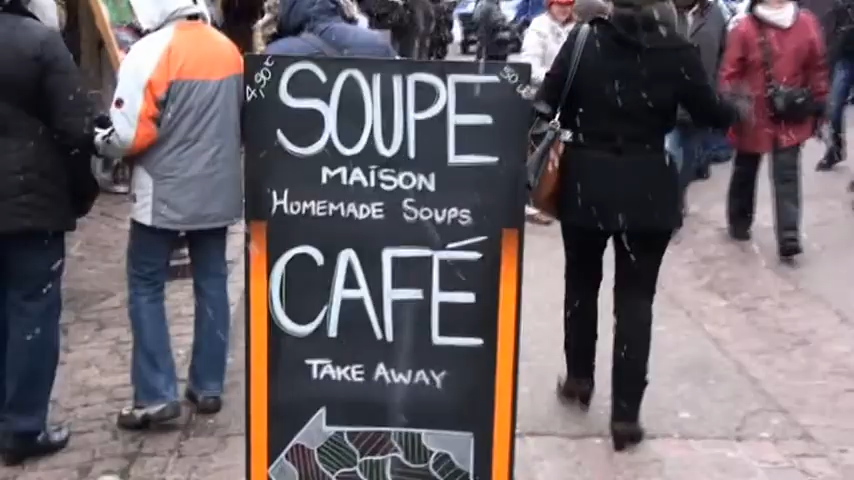 4,90€
SOUPE
MAISON
HOMEMADE SOUPS
CAFÉ
TAKE AWAY